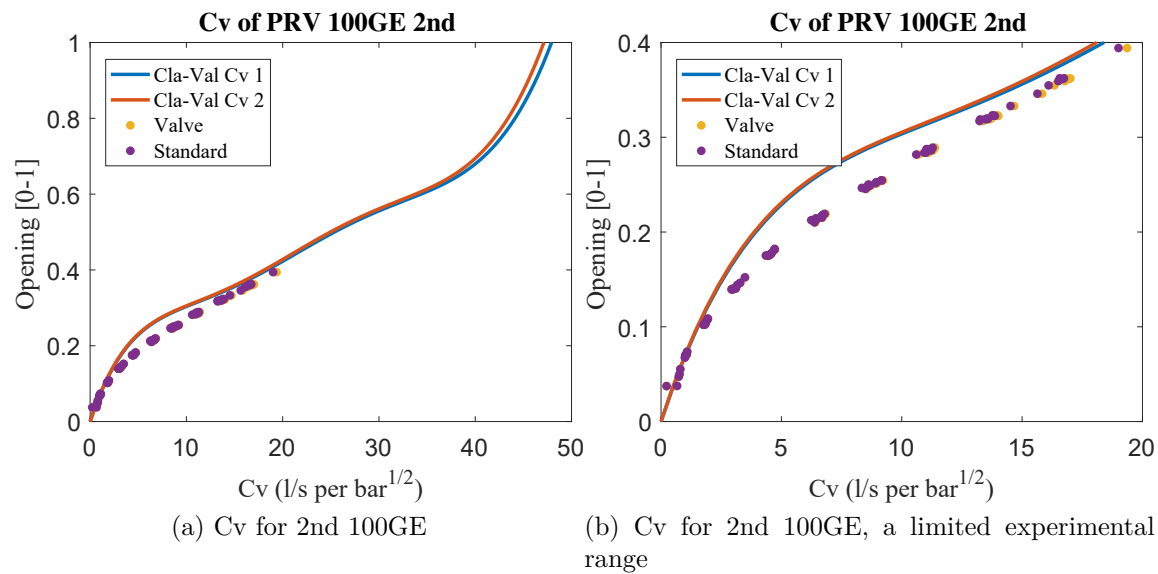 Cv of PRV 100GE 2nd
Cla-Val Cv 1
Cla-Val Cv 2
Valve
Standard
Opening [0-1]
1
0.8
0.6
0.4
0.2
0
0 10 20 30 40 50
Cv (l/s per bar^{1/2})
(a) Cv for 2nd 100GE
Cv of PRV 100GE 2nd
Cla-Val Cv 1
Cla-Val Cv 2
Valve
Standard
Opening [0-1]
0.4
0.3
0.2
0.1
0
0 5 10 15 20
Cv (l/s per bar^{1/2})
(b) Cv for 2nd 100GE, a limited experimental
range